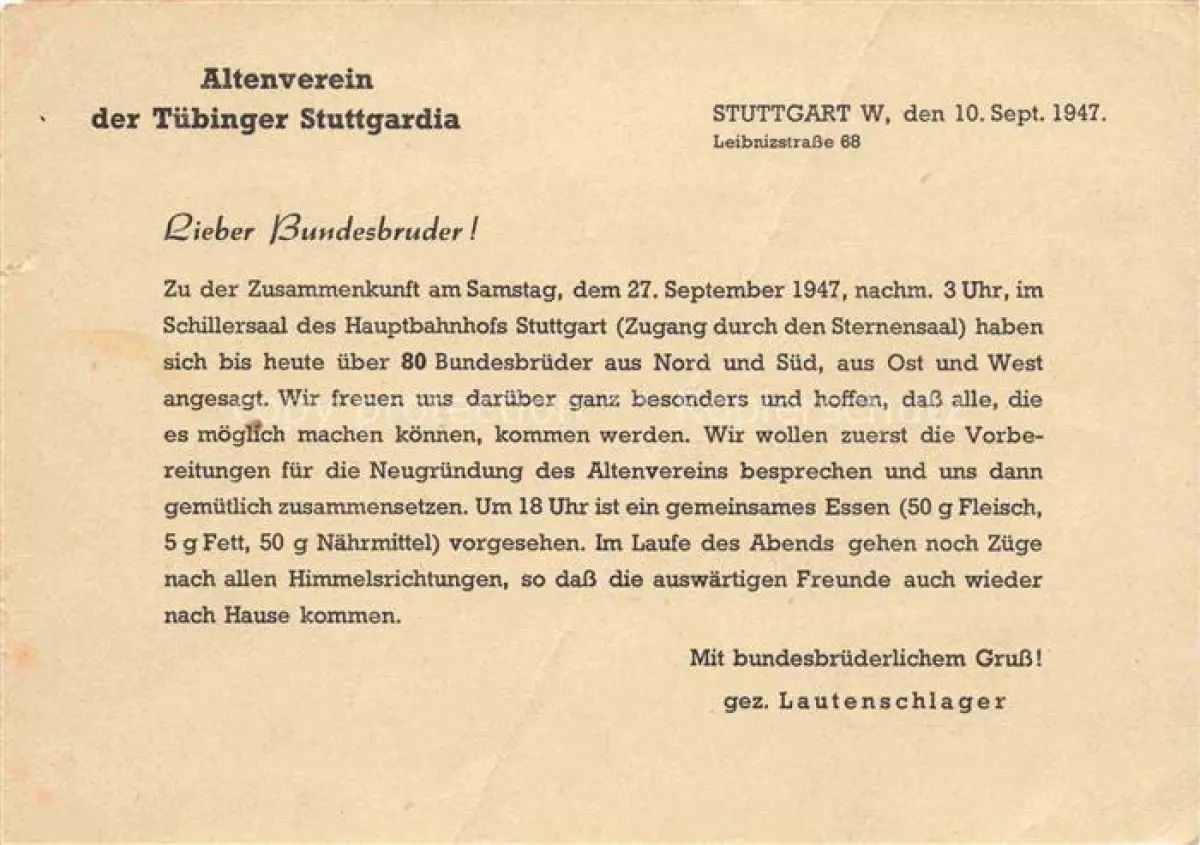 Altenverein
der Tübinger Stuttgardia
STUTTGART W, den 10. Sept. 1947.
Leibnizstraße 68
Lieber Bundesbruder!
Zu der Zusammenkunft am Samstag, dem 27. September 1947, nachm. 3 Uhr, im
Schillersaal des Hauptbahnhofs Stuttgart (Zugang durch den Sternensaal) haben
sich bis heute über 80 Bundesbrüder aus Nord und Süd, aus Ost und West
angesagt. Wir freuen uns darüber ganz besonders und hoffen, daß alle, die
es möglich machen können, kommen werden. Wir wollen zuerst die Vorbe-
reitungen für die Neugründung des Altenvereins besprechen und uns dann
gemütlich zusammensetzen. Um 18 Uhr ist ein gemeinsames Essen (50 g Fleisch,
5 g Fett, 50 g Nährmittel) vorgesehen. Im Laufe des Abends gehen noch Züge
nach allen Himmelsrichtungen, so daß die auswärtigen Freunde auch wieder
nach Hause kommen.
Mit bundesbrüderlichem Gruß!
gez. Lautenschlager